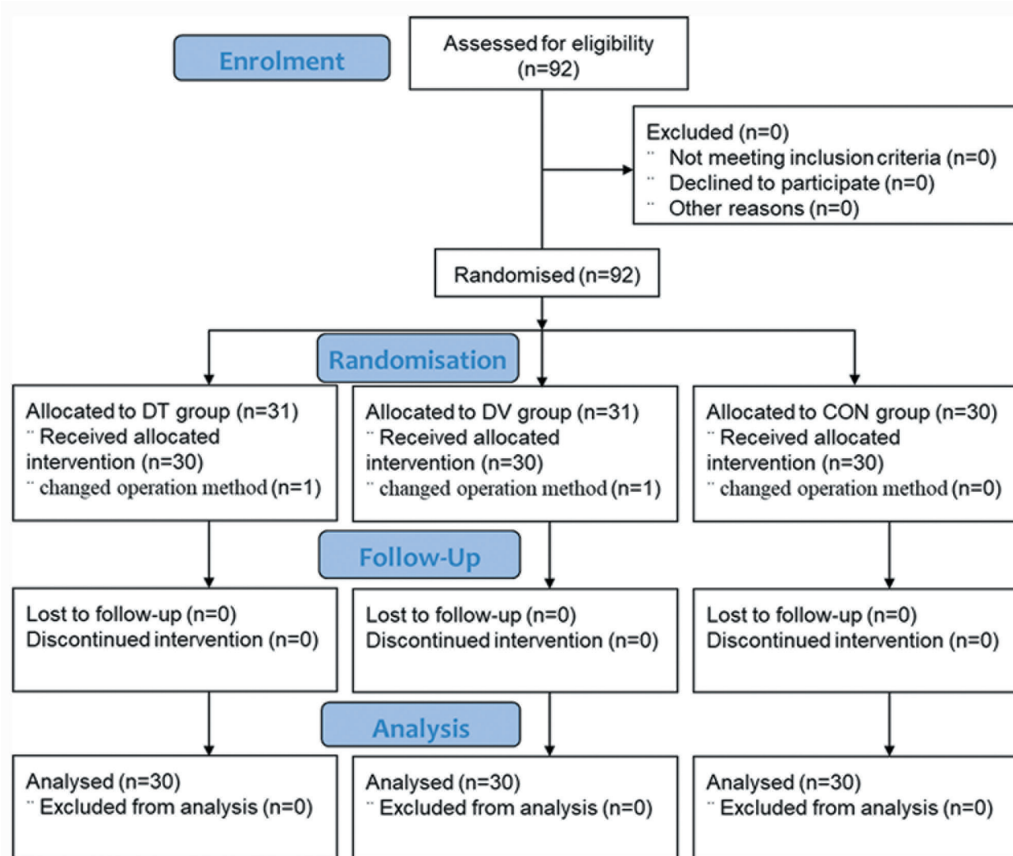 Enrolment
Assessed for eligibility
(n=92)
Excluded (n=0)
¨ Not meeting inclusion criteria (n=0)
¨ Declined to participate (n=0)
¨ Other reasons (n=0)
Randomised (n=92)
Randomisation
Allocated to DT group (n=31)
¨ Received allocated
intervention (n=30)
¨ changed operation method (n=1)
Allocated to DV group (n=31)
¨ Received allocated
intervention (n=30)
¨ changed operation method (n=1)
Allocated to CON group (n=30)
¨ Received allocated
intervention (n=30)
¨ changed operation method (n=0)
Follow-Up
Lost to follow-up (n=0)
Discontinued intervention (n=0)
Lost to follow-up (n=0)
Discontinued intervention (n=0)
Lost to follow-up (n=0)
Discontinued intervention (n=0)
Analysis
Analysed (n=30)
¨ Excluded from analysis (n=0)
Analysed (n=30)
¨ Excluded from analysis (n=0)
Analysed (n=30)
¨ Excluded from analysis (n=0)